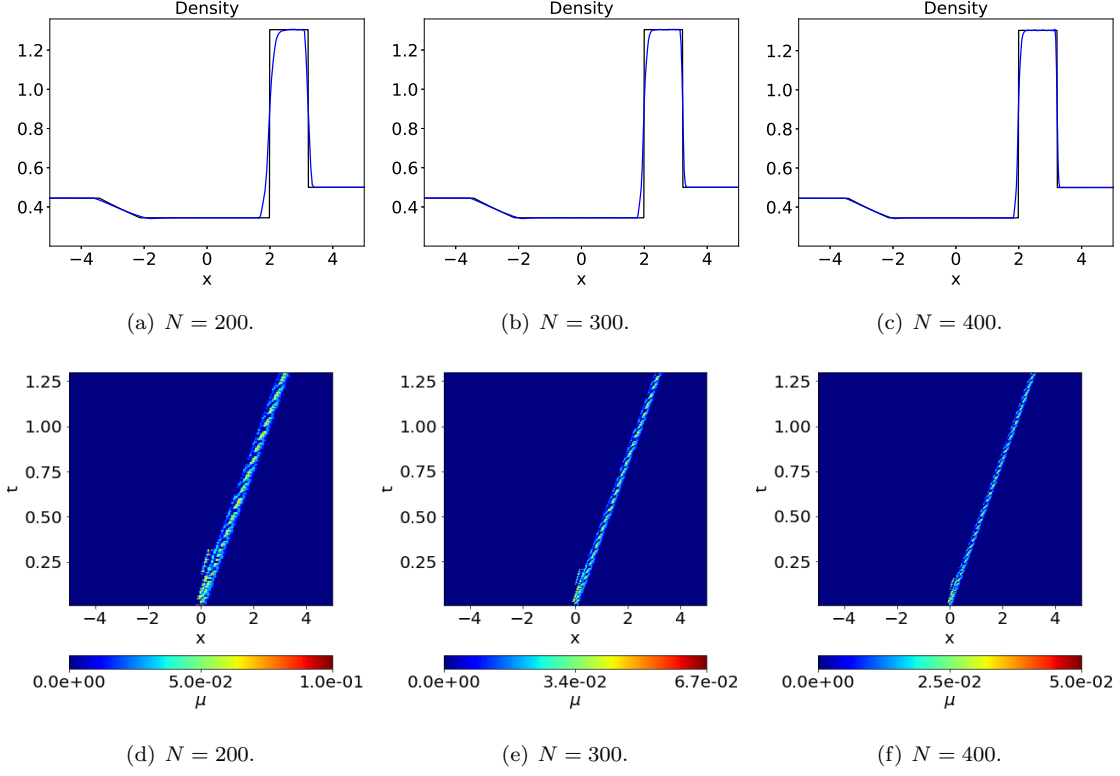 Density Density Density
1.2 1.2 1.2
1.0 1.0 1.0
0.8 0.8 0.8
0.6 0.6 0.6
0.4 0.4 0.4
−4 −2 0 2 4 −4 −2 0 2 4 −4 −2 0 2 4
x x x
(a) N = 200. (b) N = 300. (c) N = 400.
1.25 1.25 1.25
1.00 1.00 1.00
0.75 0.75 0.75
t t t
0.50 0.50 0.50
0.25 0.25 0.25
−4 −2 0 2 4 −4 −2 0 2 4 −4 −2 0 2 4
x x x
0.0e+00 5.0e-02 1.0e-01 0.0e+00 3.4e-02 6.7e-02 0.0e+00 2.5e-02 5.0e-02
μ μ μ
(d) N = 200. (e) N = 300. (f) N = 400.